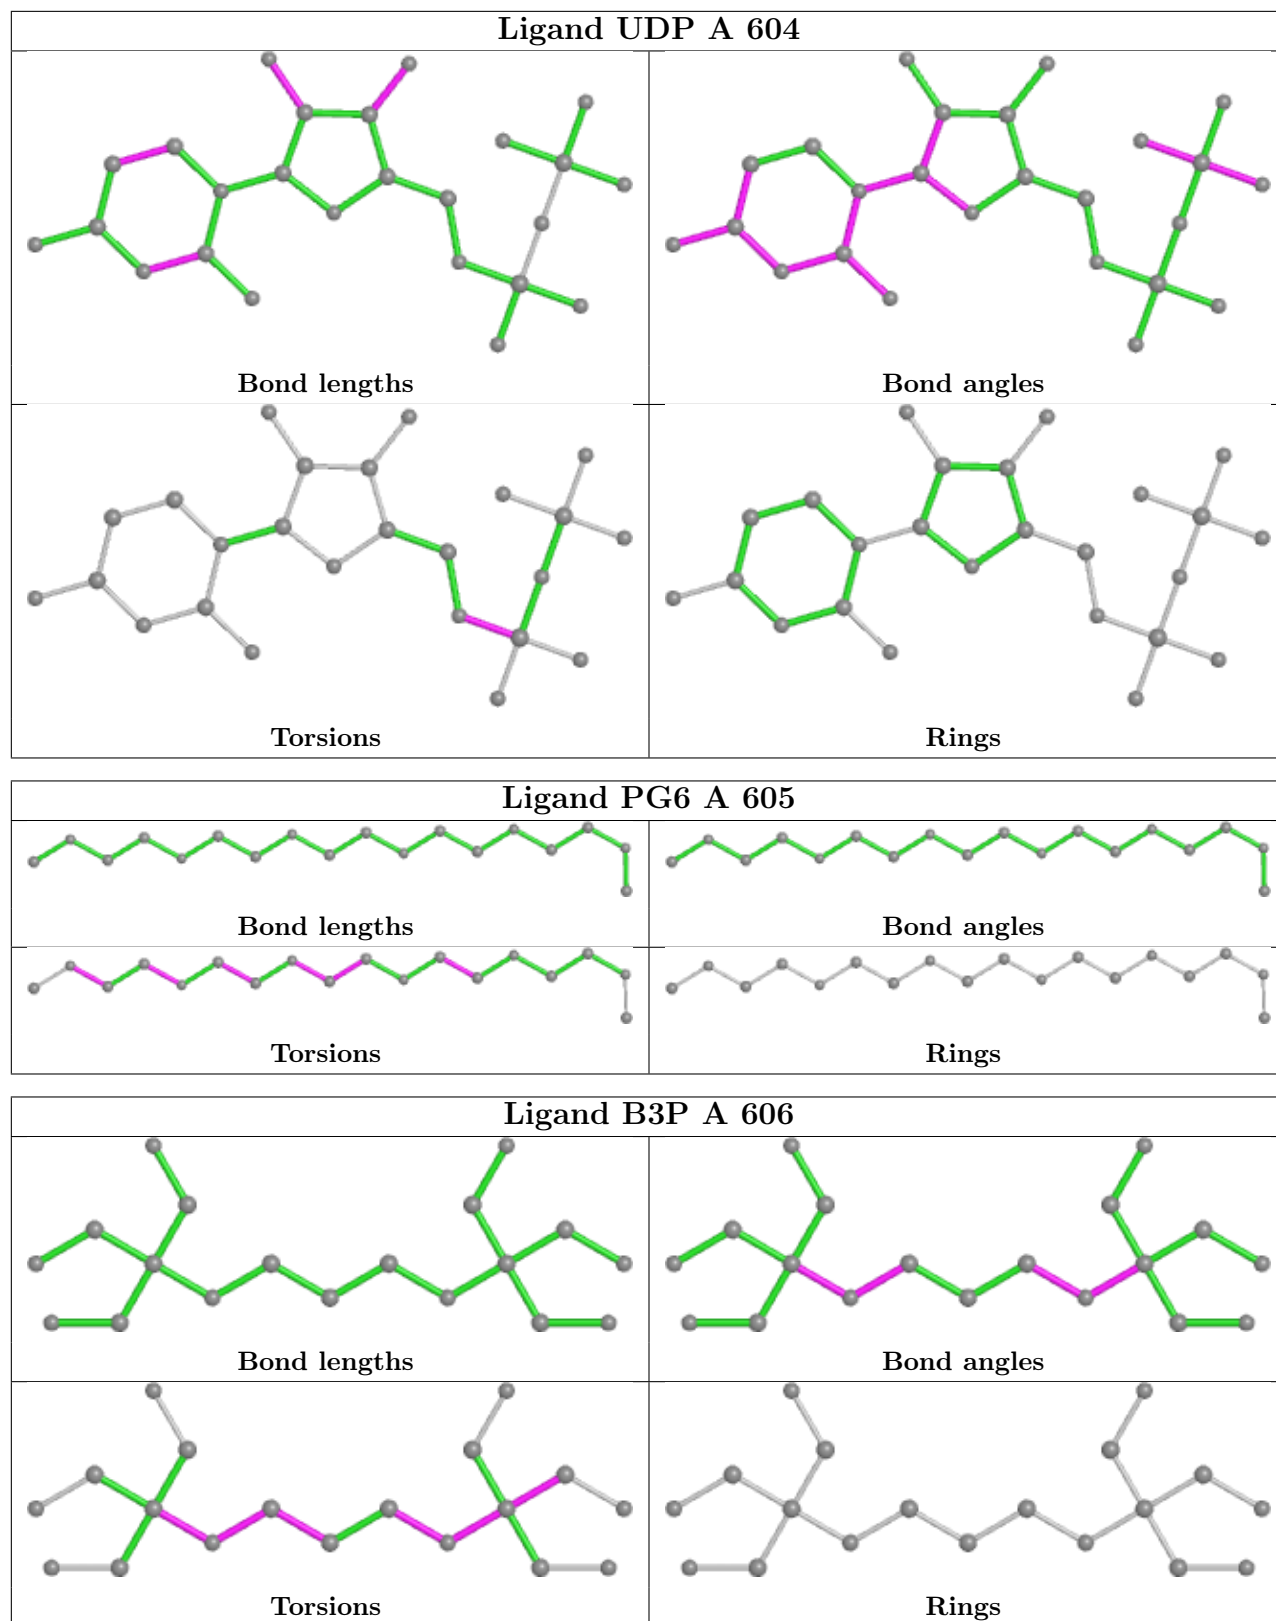 Ligand UDP A 604
Bond lengths
Bond angles
Torsions
Rings
Ligand PG6 A 605
Bond lengths
Bond angles
Torsions
Rings
Ligand B3P A 606
Bond lengths
Bond angles
Torsions
Rings